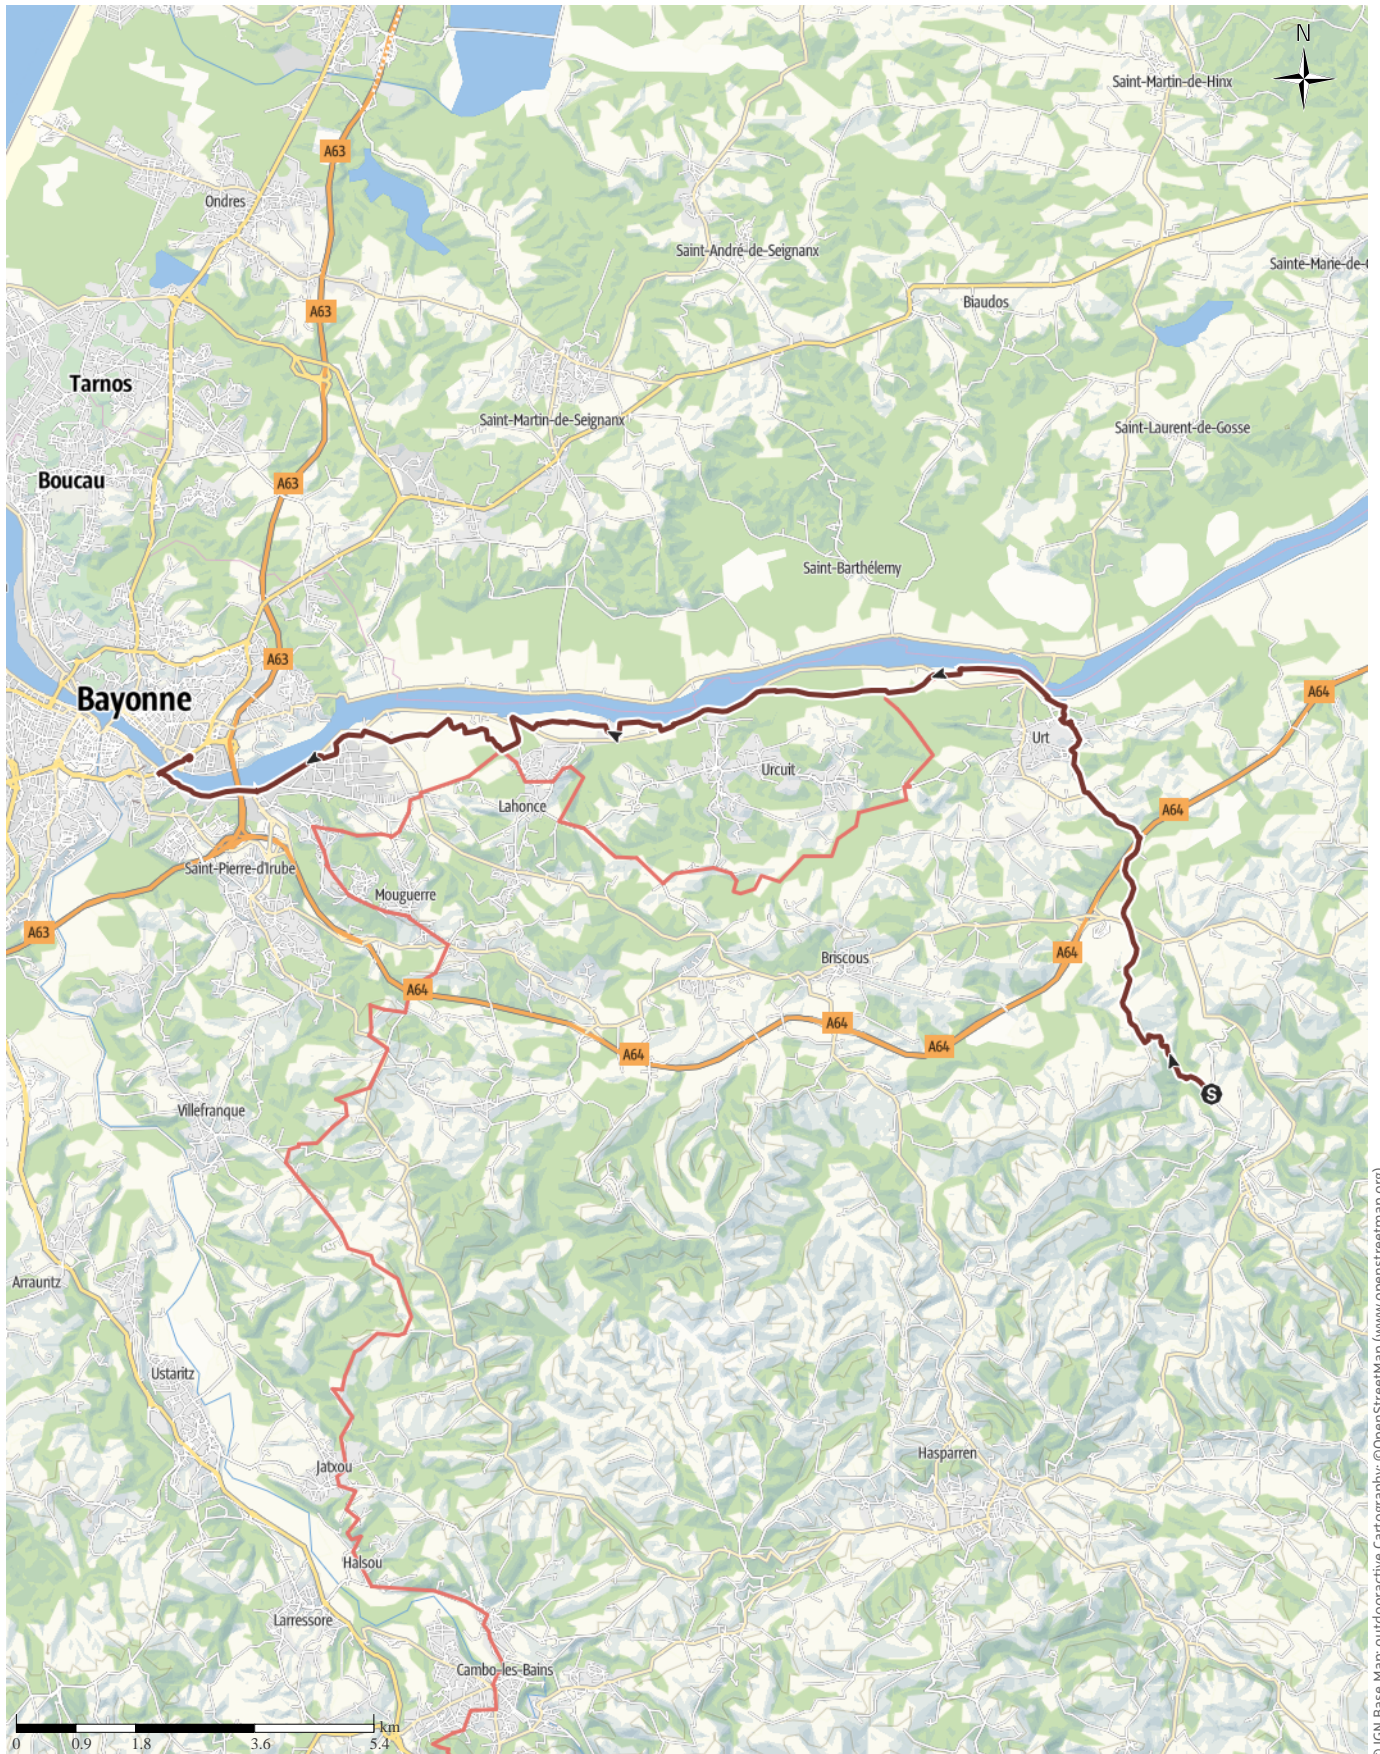 N
Saint-Martin-de-Hinx
A63
Ondres
Saint-André-de-Seignanx
Sainte-Marie-de-
Biaudos
A63
Tarnos
Saint-Martin-de-Seignanx
Saint-Laurent-de-Gosse
Boucau
A63
Saint-Barthélemy
A63
Bayonne
A64
Urt
Urcuit
Lahonce
A64
Saint-Pierre-d'Irube
Mouguerre
A63
A64
Briscous
A64
A64
A64
A64
S
Villefranque
Arrauntz
Ustaritz
Jatxou
Hasparren
Halsou
Larressore
Cambo-les-Bains
km
0 0.9 1.8 3.6 5.4
IGN Base Map: outdooractive Cartography; ©OpenStreetMap (www.openstreetmap.org)